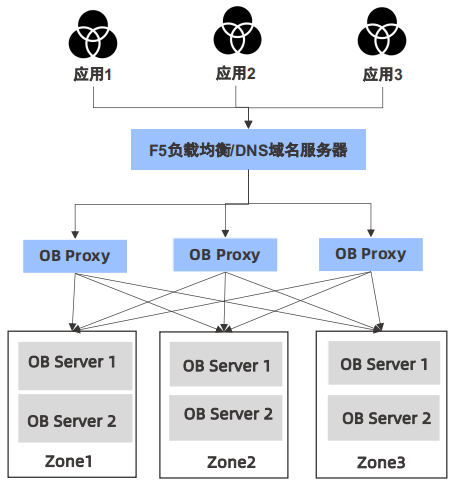 应用1
应用2
应用3
F5负载均衡/DNS域名服务器
OB Proxy
OB Proxy
OB Proxy
OB Server 1
OB Server 2
Zone1
OB Server 1
OB Server 2
Zone2
OB Server 1
OB Server 2
Zone3